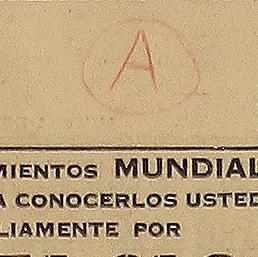 A
MIENTOS MUNDIAL
A CONOCERLOS USTED
LIAMENTE POR